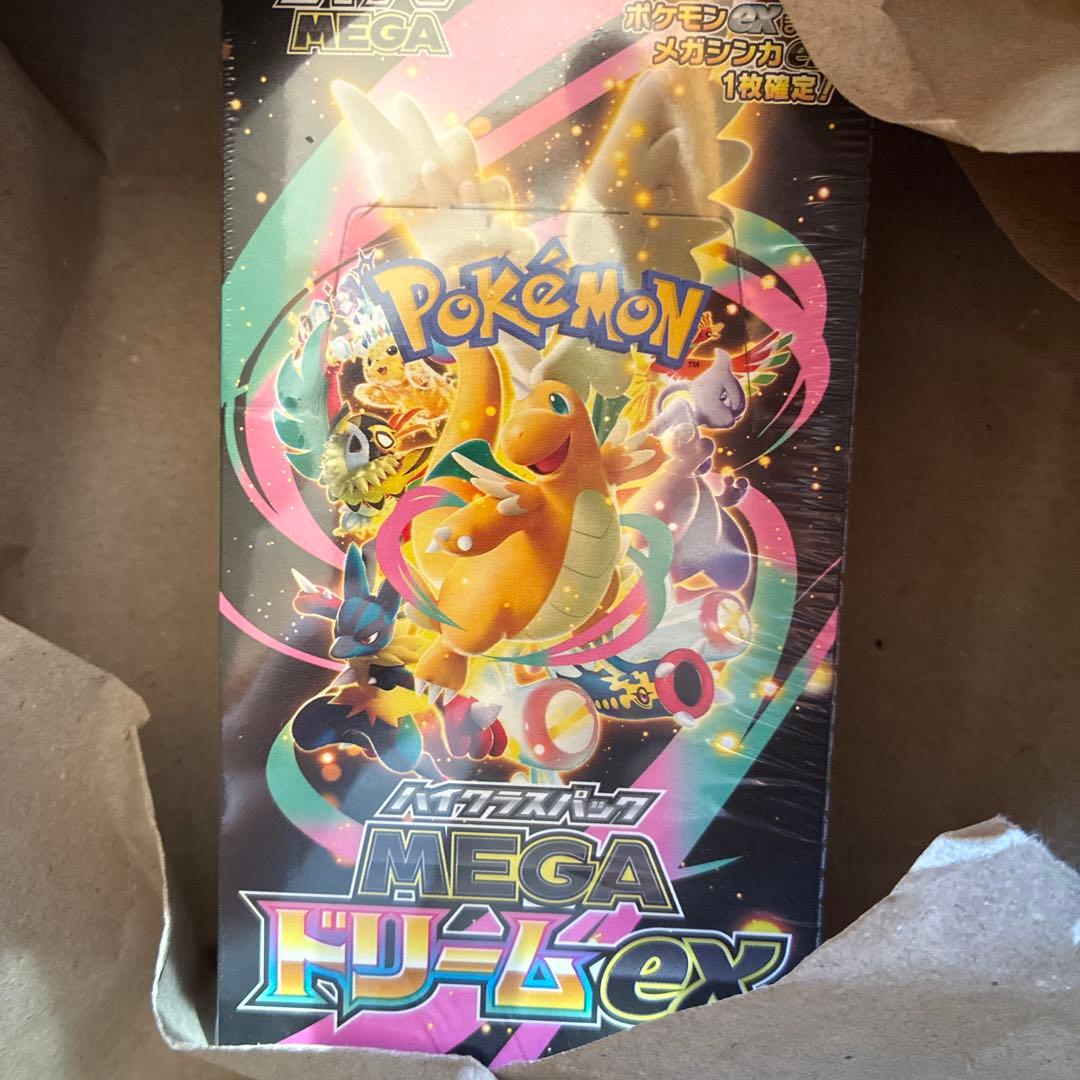 MEGA
ポケモンex
メガシンカex
1枚確定!
POKéMON
TM
ハイクラスパック
MEGA
ドリームex